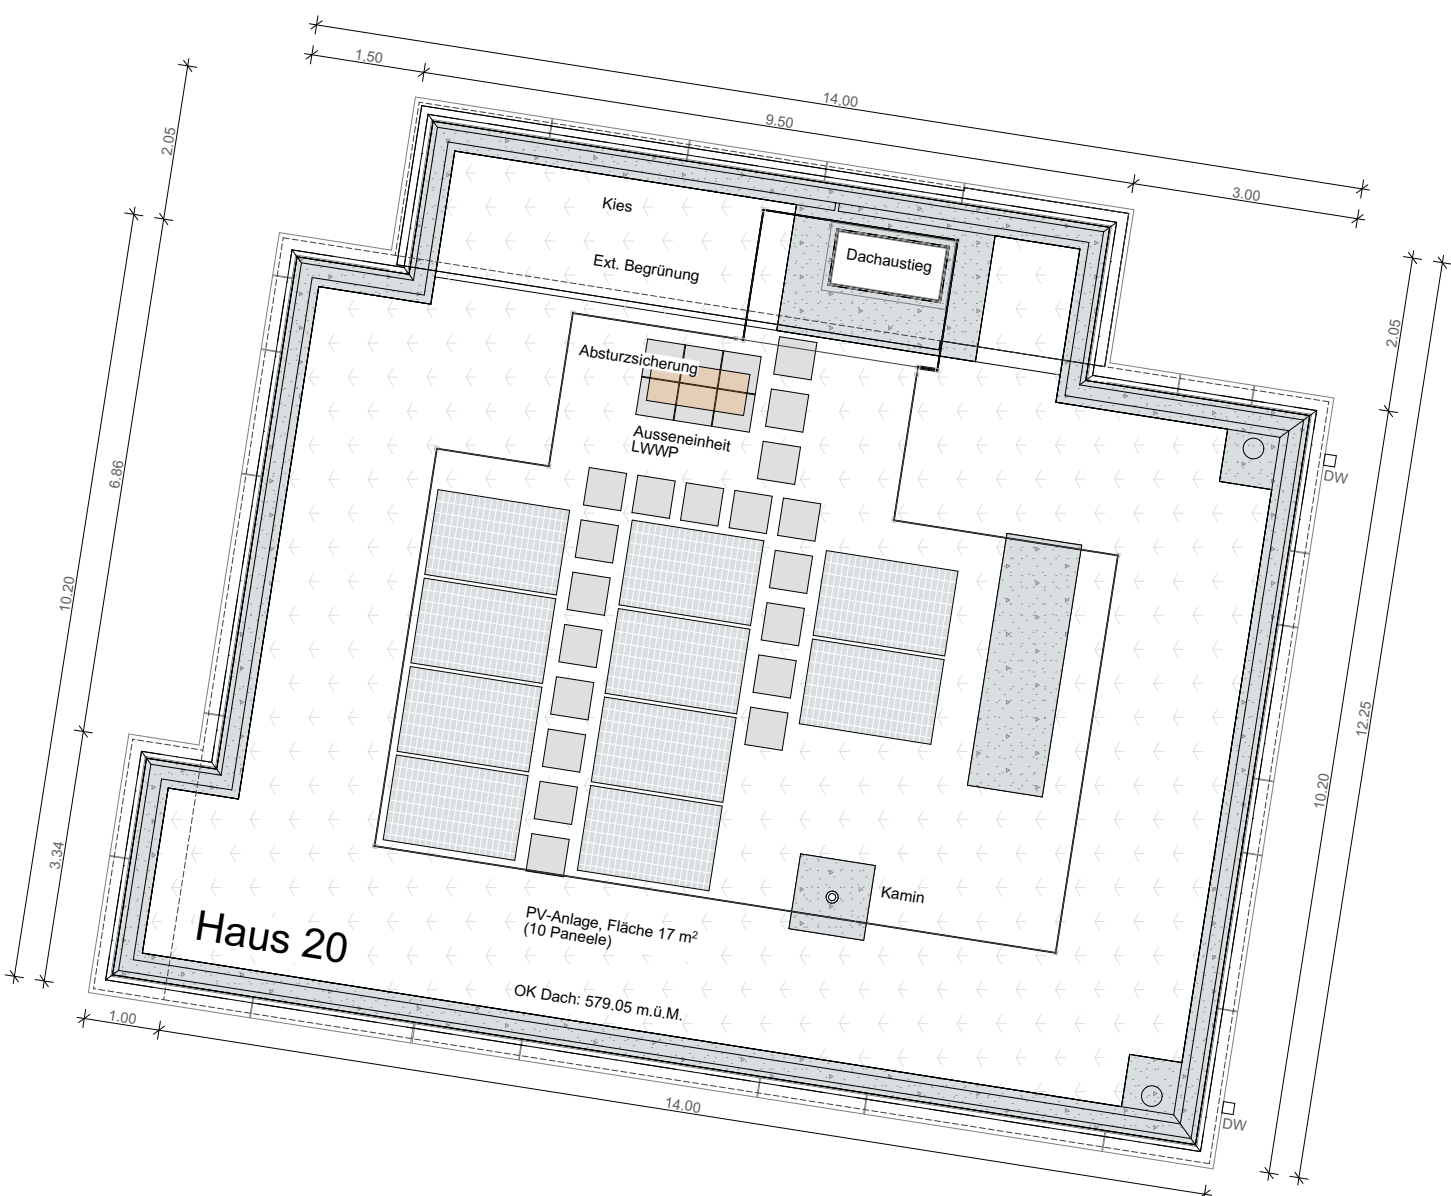 1.50
14.00
9.50
3.00
2.05
Kies
Dachaustieg
Ext. Begrünung
2.05
Absturzsicherung
Ausseneinheit
LWWP
6.86
DW
10.20
12.25
10.20
3.34
Kamin
PV-Anlage, Fläche 17 m²
(10 Paneele)
Haus 20
OK Dach: 579.05 m.ü.M.
1.00
14.00
DW